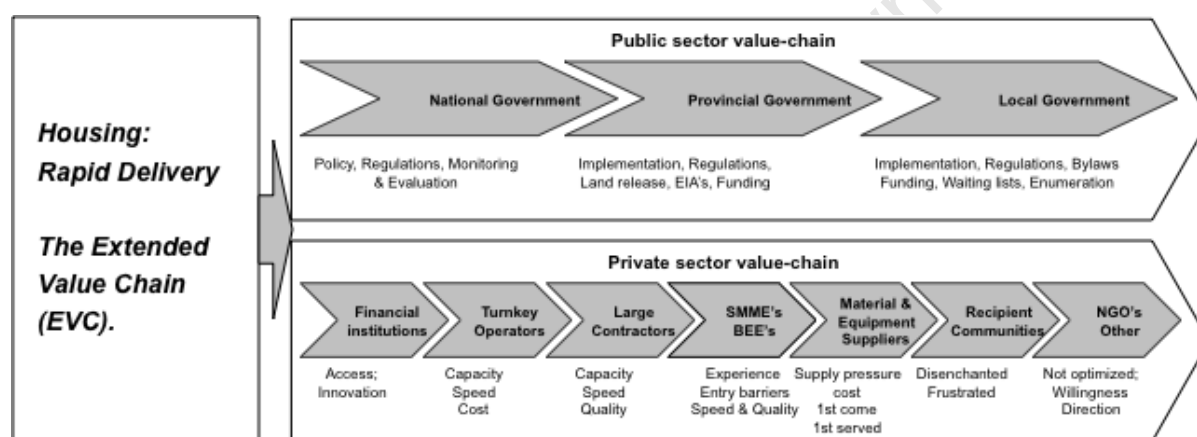 Housing:
Rapid Delivery
The Extended
Value Chain
(EVC).
Public sector value-chain
National Government
Provincial Government
Local Government
Policy, Regulations, Monitoring
& Evaluation
Implementation, Regulations,
Land release, EIA's, Funding
Implementation, Regulations, Bylaws
Funding, Waiting lists, Enumeration
Private sector value-chain
Financial
institutions
Turnkey
Operators
Large
Contractors
SMME's
BEE's
Material &
Equipment
Suppliers
Recipient
Communities
NGO's
Other
Access;
Innovation
Capacity
Speed
Cost
Capacity
Speed
Quality
Experience
Entry barriers
Speed & Quality
Supply pressure
cost
1st come
1st served
Disenchanted
Frustrated
Not optimized;
Willingness
Direction